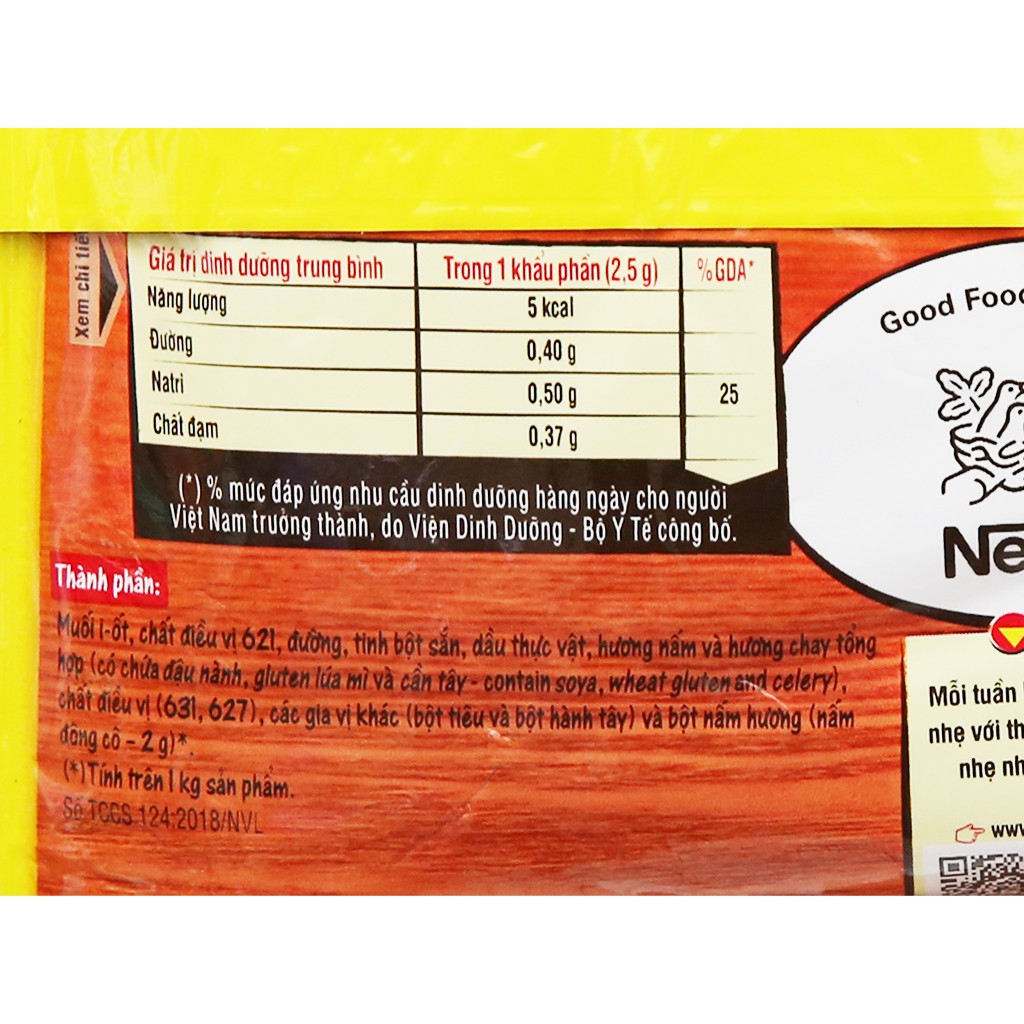 Xem chi tiế
Giá trị dinh dưỡng trung bình Trong 1 khẩu phần (2,5 g) %GDA*
Năng lượng 5 kcal
Đường 0,40 g
Natri 0,50 g 25
Chất đạm 0,37 g
(*) % mức đáp ứng nhu cầu dinh dưỡng hàng ngày cho người
Việt Nam trưởng thành, do Viện Dinh Dưỡng - Bộ Y Tế công bố.
Thành phần:
Muối i-ốt, chất điều vị 621, đường, tinh bột sắn, dầu thực vật, hương nấm và hương chay tổng
hợp (có chứa đậu nành, gluten lúa mì và cần tây - contain soya, wheat gluten and celery),
chất điều vị (631, 627), các gia vị khác (bột tiêu và bột hành tây) và bột nấm hương (nấm
đông cô - 2 g)*.
(*) Tính trên 1 kg sản phẩm.
Số TCCS 124:2018/NVL
Good Food
Ne
Mỗi tuần
nhẹ với th
nhẹ nh
www